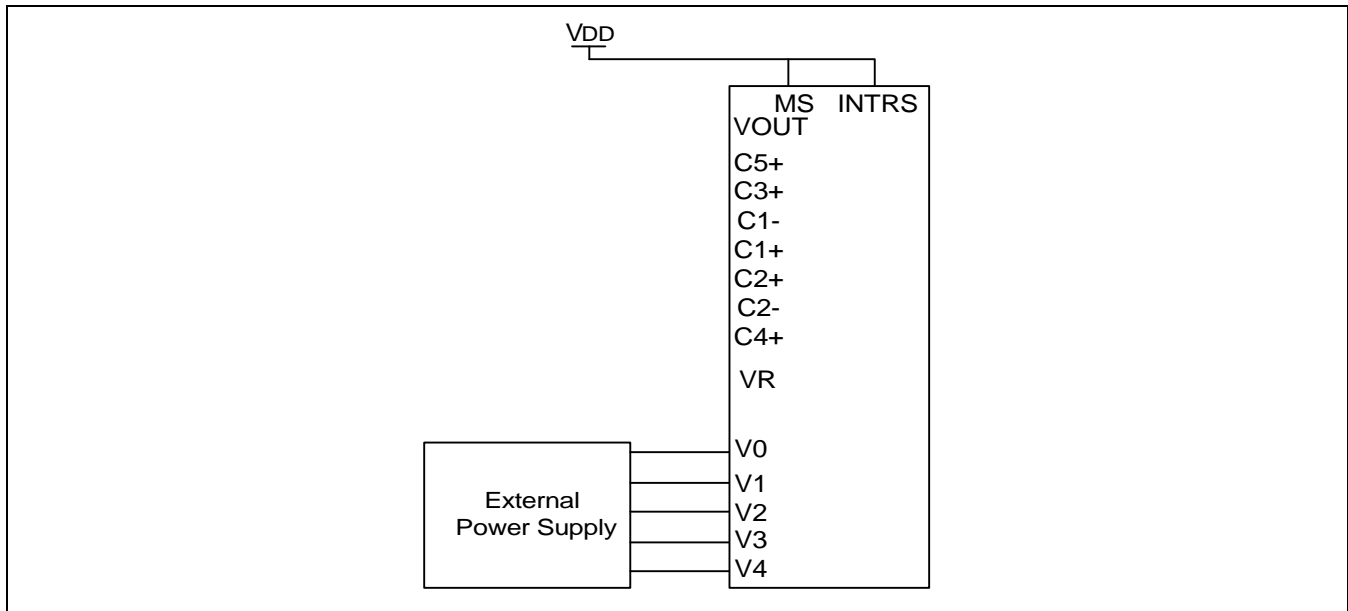 VDD
MS INTRS
VOUT
C5+
C3+
C1-
C1+
C2+
C2-
C4+
VR
V0
V1
V2
V3
V4
External
Power Supply